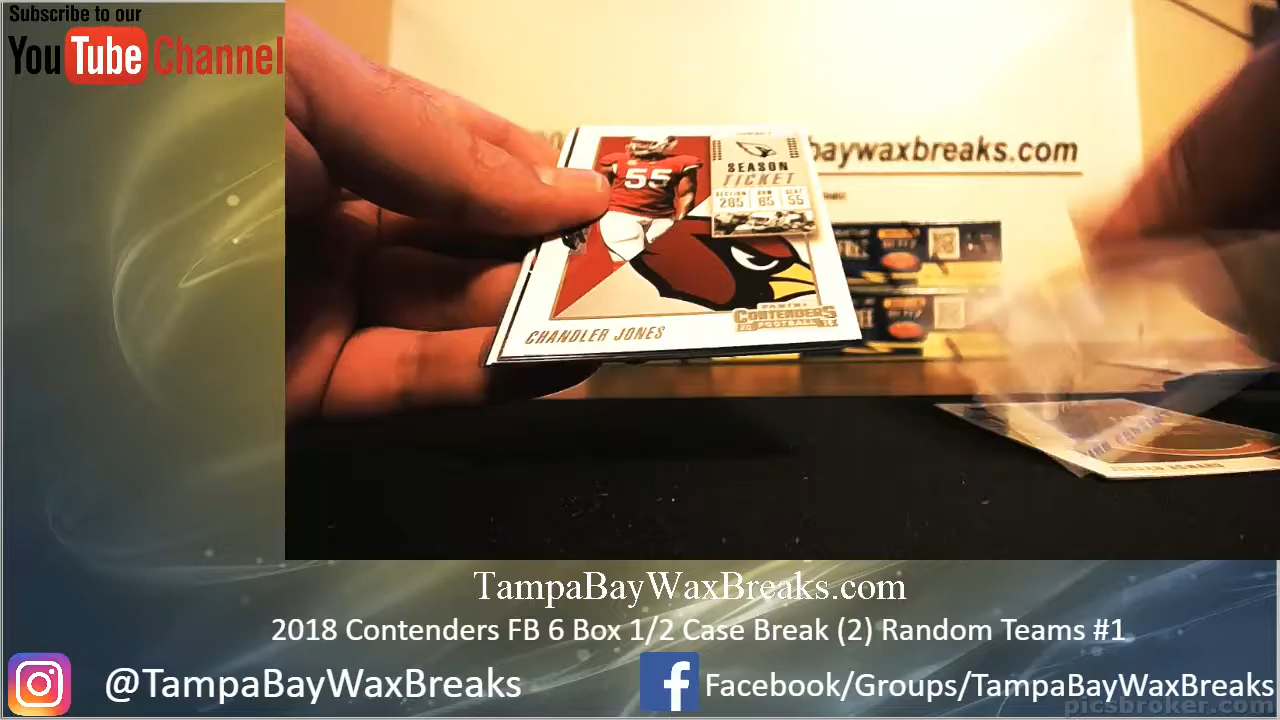 Subscribe to our
YouTube Channel
baywaxbreaks.com
55
SEASON
TICKET
SECTION ROW SEAT
285 65 55
PANINI
CONTENDERS
FOOTBALL
CHANDLER JONES
TampaBayWaxBreaks.com
2018 Contenders FB 6 Box 1/2 Case Break (2) Random Teams #1
@TampaBayWaxBreaks
Facebook/Groups/TampaBayWaxBreaks
picsbroker.com